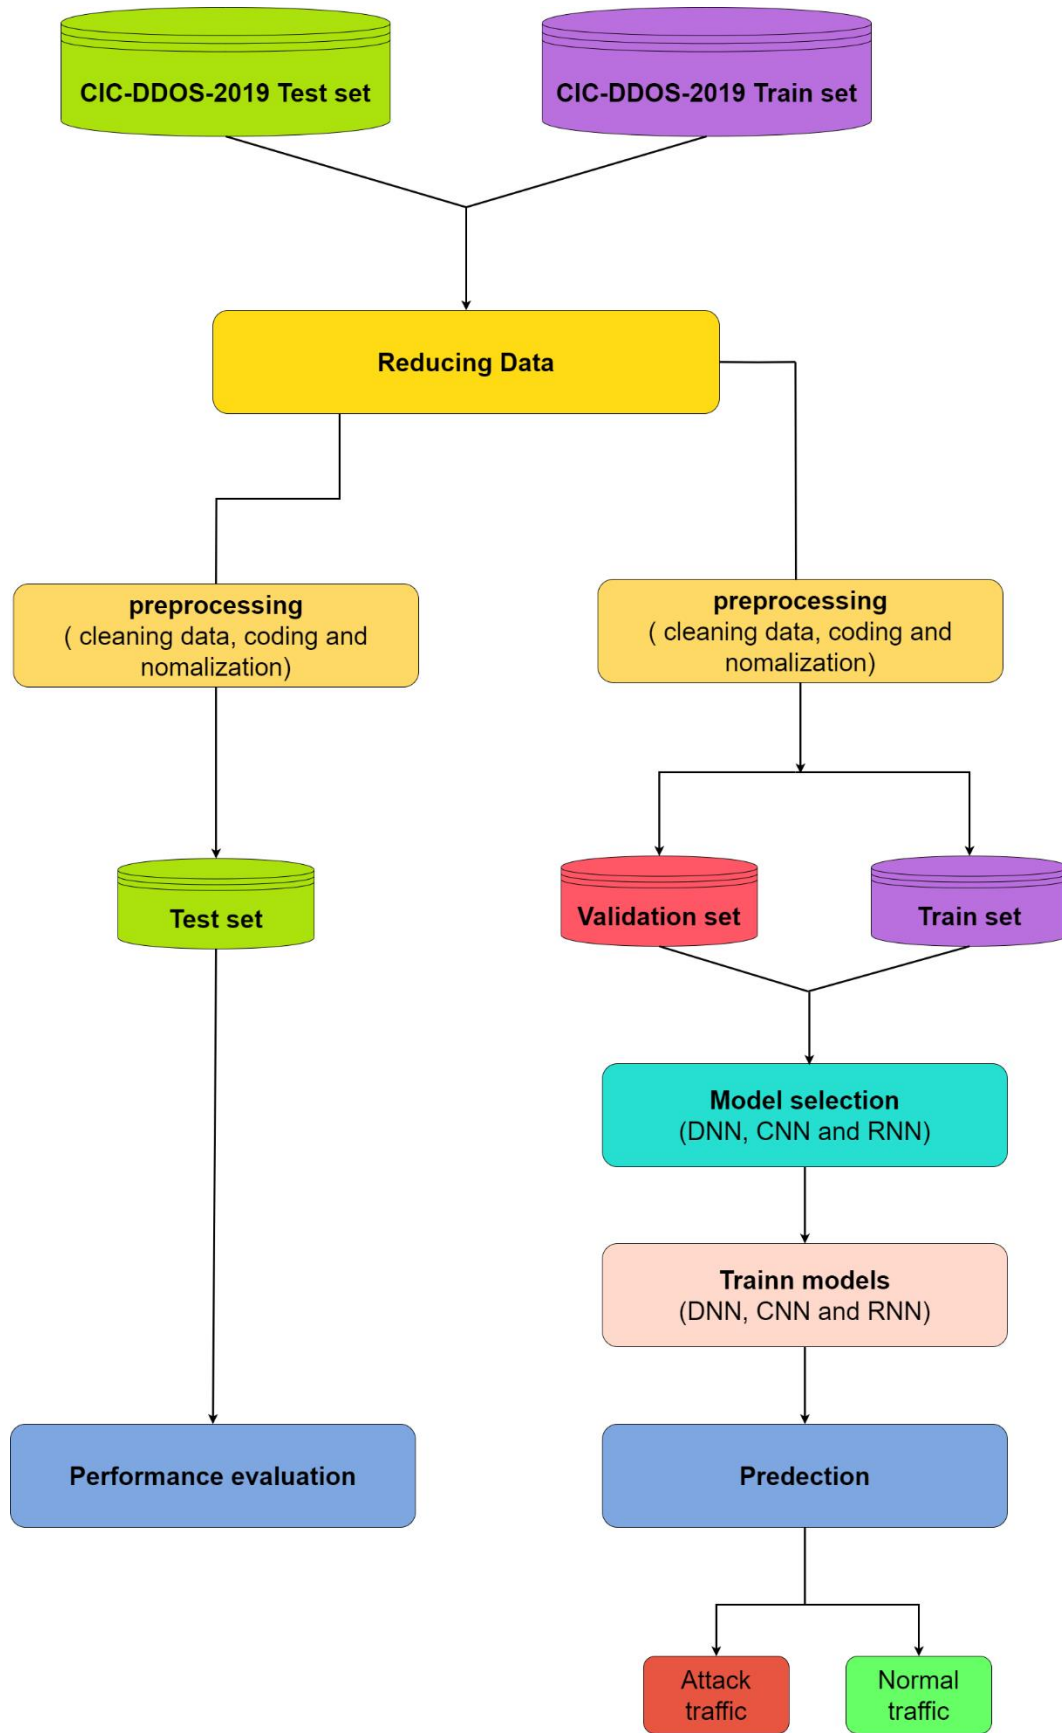 CIC-DDOS-2019 Test set
CIC-DDOS-2019 Train set
Reducing Data
preprocessing
( cleaning data, coding and
nomalization)
preprocessing
( cleaning data, coding and
nomalization)
Test set
Validation set
Train set
Model selection
(DNN, CNN and RNN)
Trainn models
(DNN, CNN and RNN)
Performance evaluation
Predection
Attack
traffic
Normal
traffic